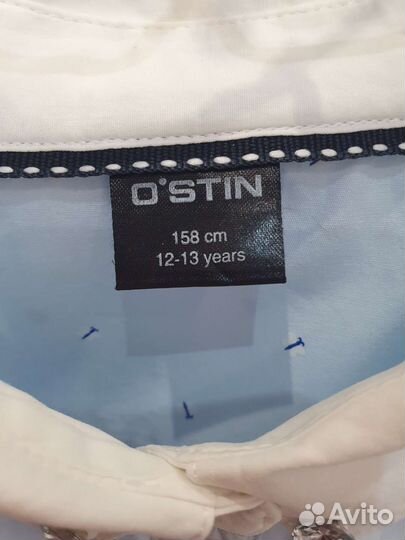 O'STIN
158 cm
12-13 years
Avito